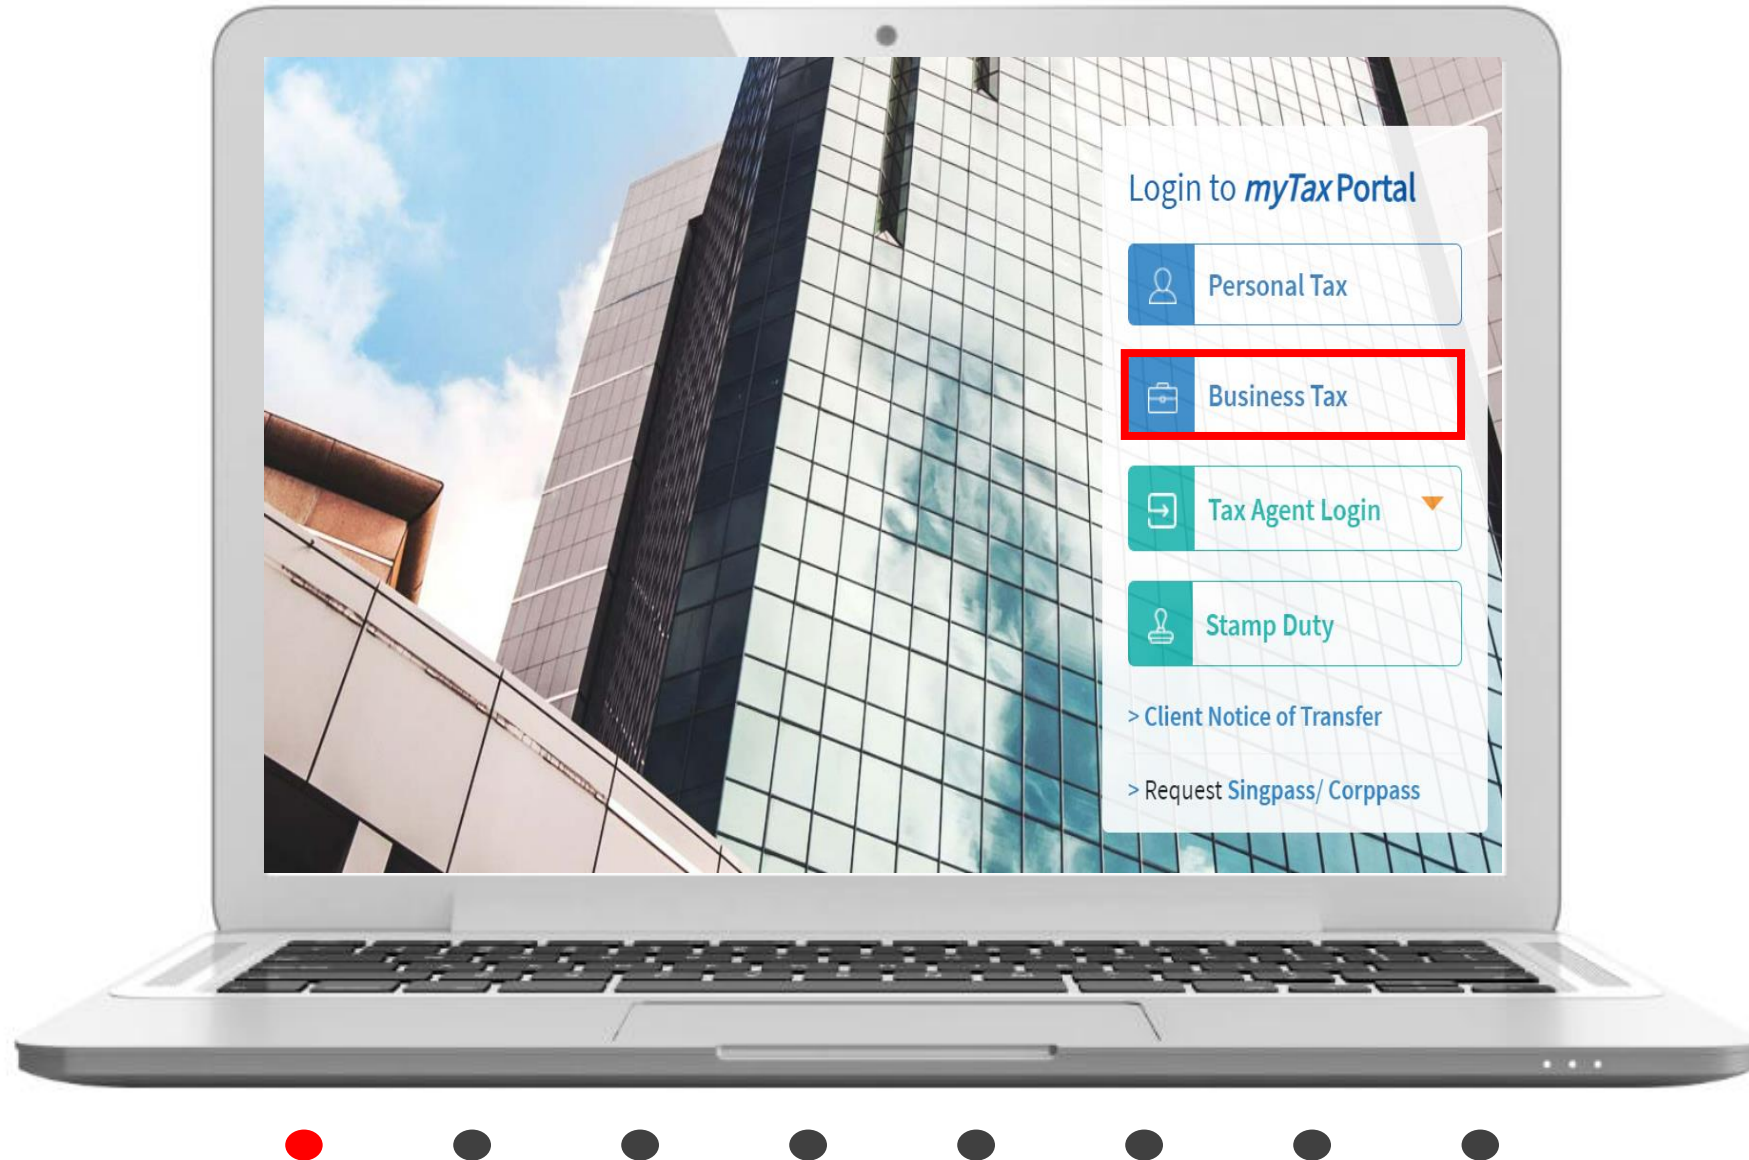 Login to myTax Portal
Personal Tax
Business Tax
Tax Agent Login
Stamp Duty
> Client Notice of Transfer
> Request Singpass/ Corppass